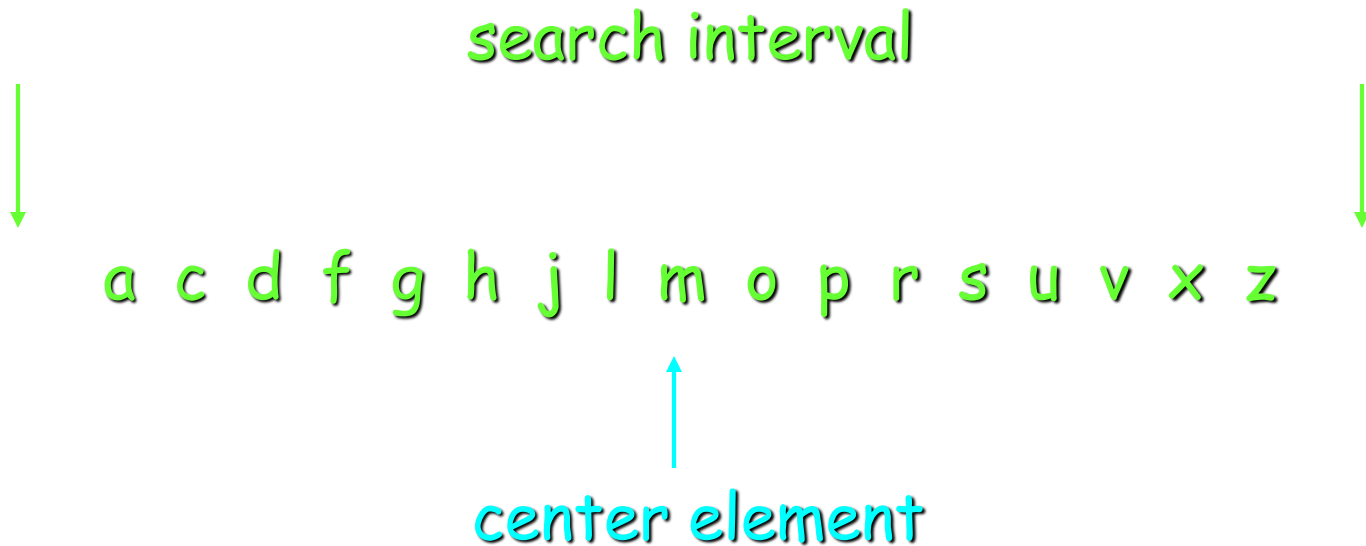 search interval
a c d f g h j l m o p r s u v x z
center element